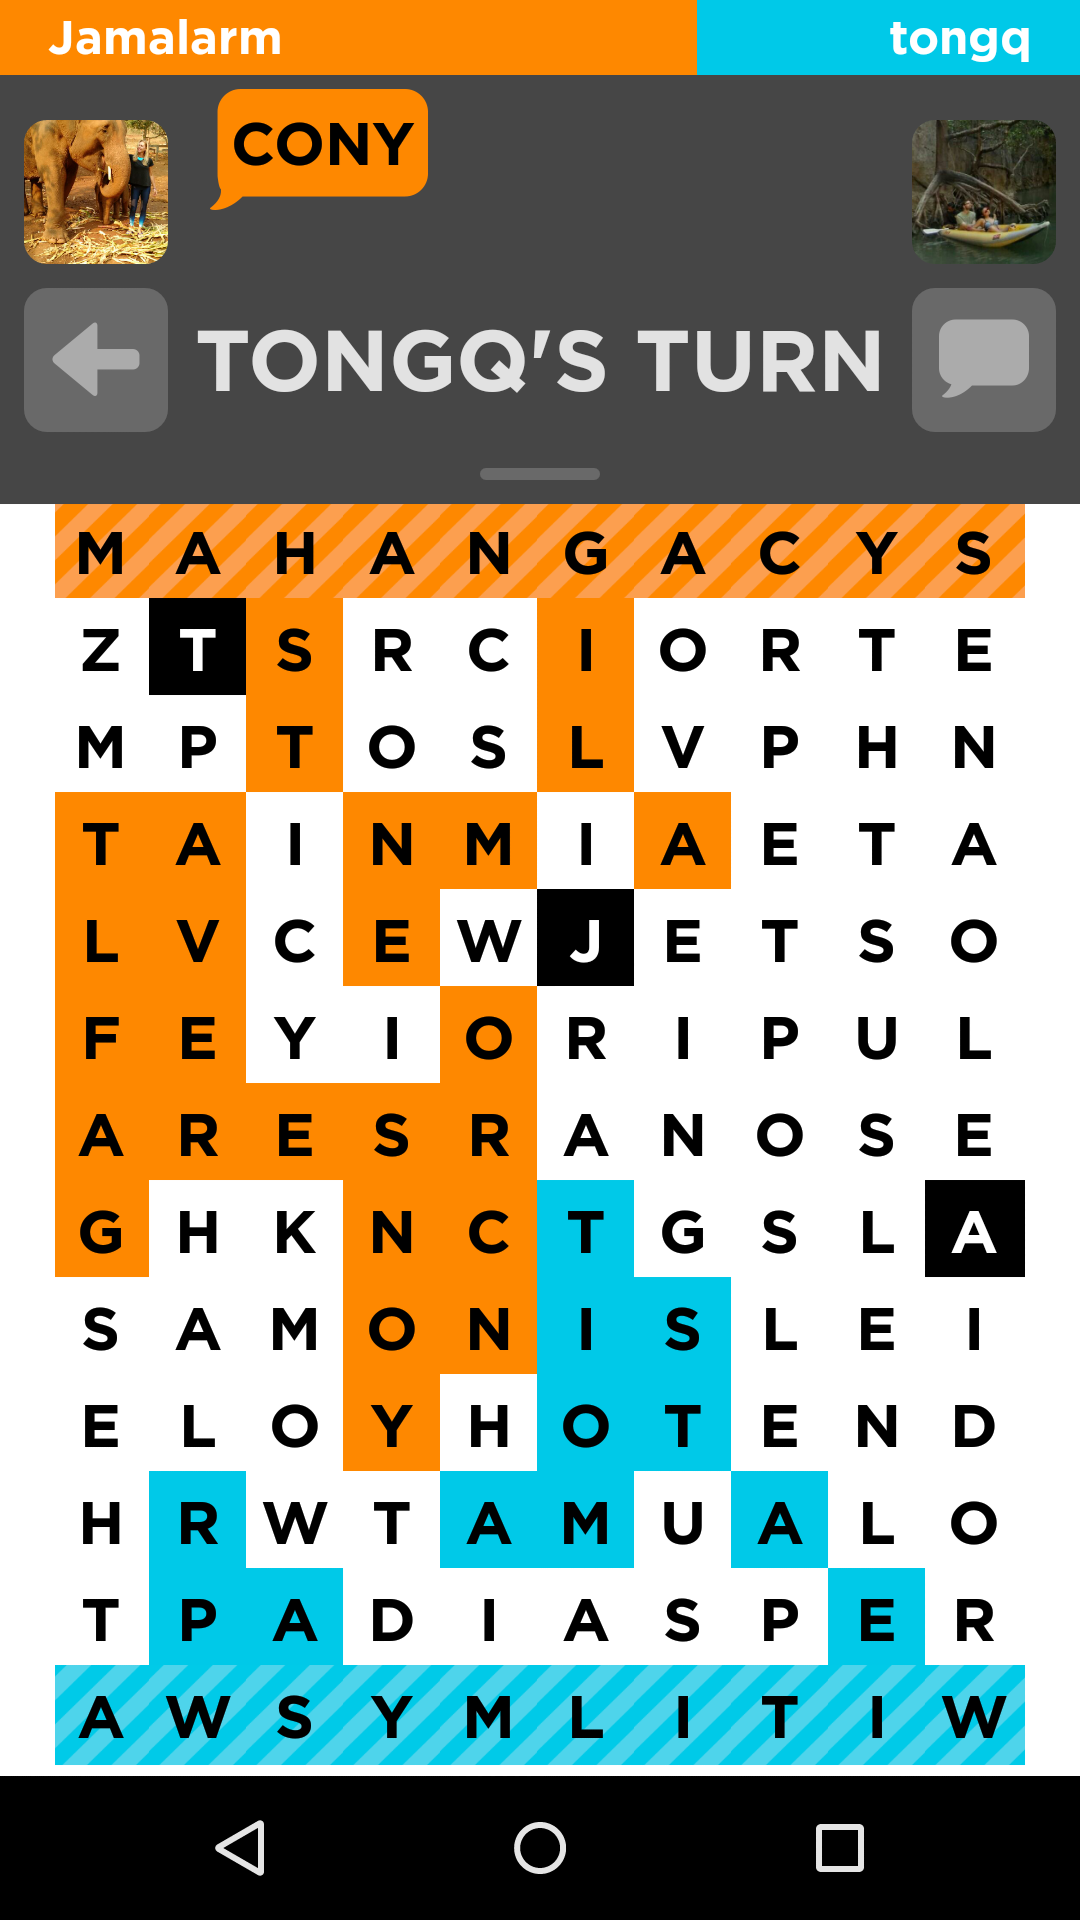 Jamalarm tongq
CONY
TONGQ'S TURN
M A H A N G A C Y S
Z T S R C I O R T E
M P T O S L V P H N
T A I N M I A E T A
L V C E W J E T S O
F E Y I O R I P U L
A R E S R A N O S E
G H K N C T G S L A
S A M O N I S L E I
E L O Y H O T E N D
H R W T A M U A L O
T P A D I A S P E R
A W S Y M L I T I W